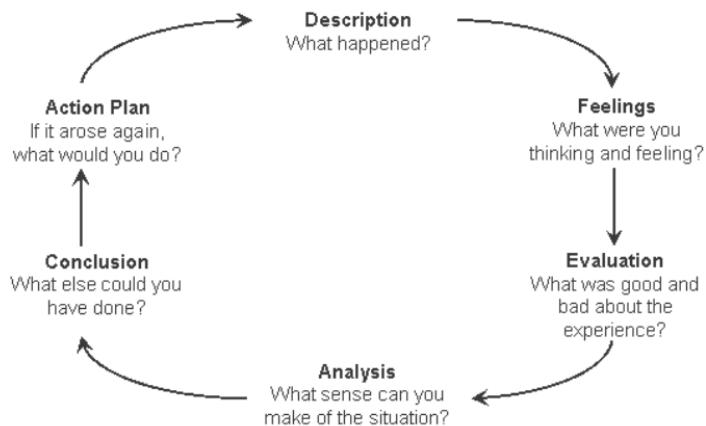 Description
What happened?
Feelings
What were you
thinking and feeling?
Evaluation
What was good and
bad about the
experience?
Analysis
What sense can you
make of the situation?
Conclusion
What else could you
have done?
Action Plan
If it arose again,
what would you do?